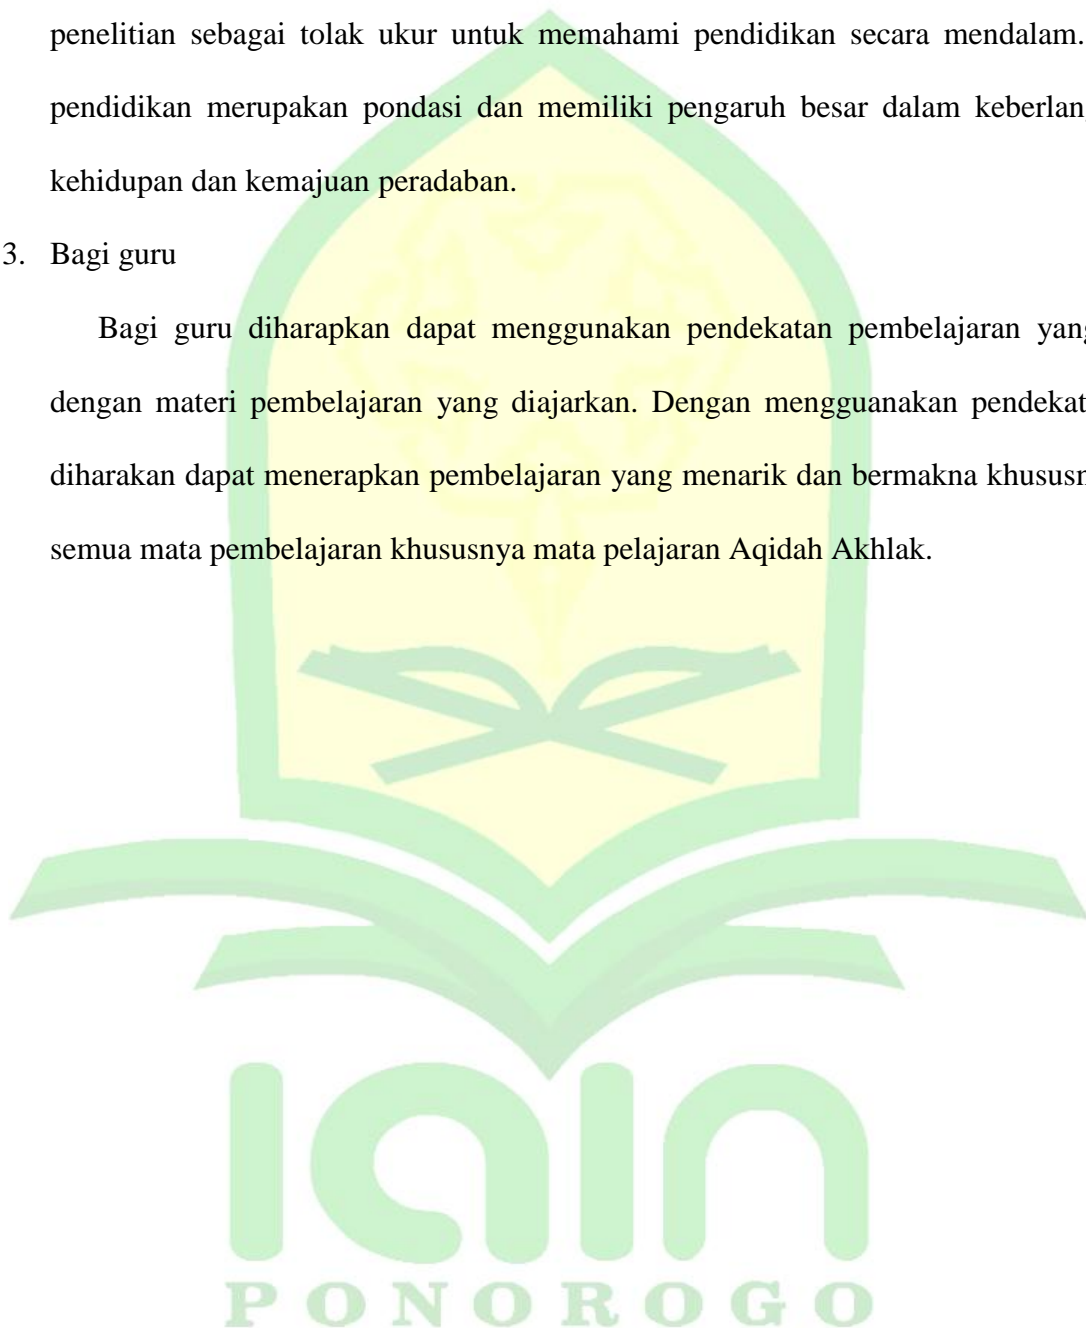 penelitian sebagai tolak ukur untuk memahami pendidikan secara mendalam.
pendidikan merupakan pondasi dan memiliki pengaruh besar dalam keberlan
kehidupan dan kemajuan peradaban.
3. Bagi guru
Bagi guru diharapkan dapat menggunakan pendekatan pembelajaran yang
dengan materi pembelajaran yang diajarkan. Dengan mengguanakan pendekat
diharakan dapat menerapkan pembelajaran yang menarik dan bermakna khususn
semua mata pembelajaran khususnya mata pelajaran Aqidah Akhlak.
iain
PONOROGO